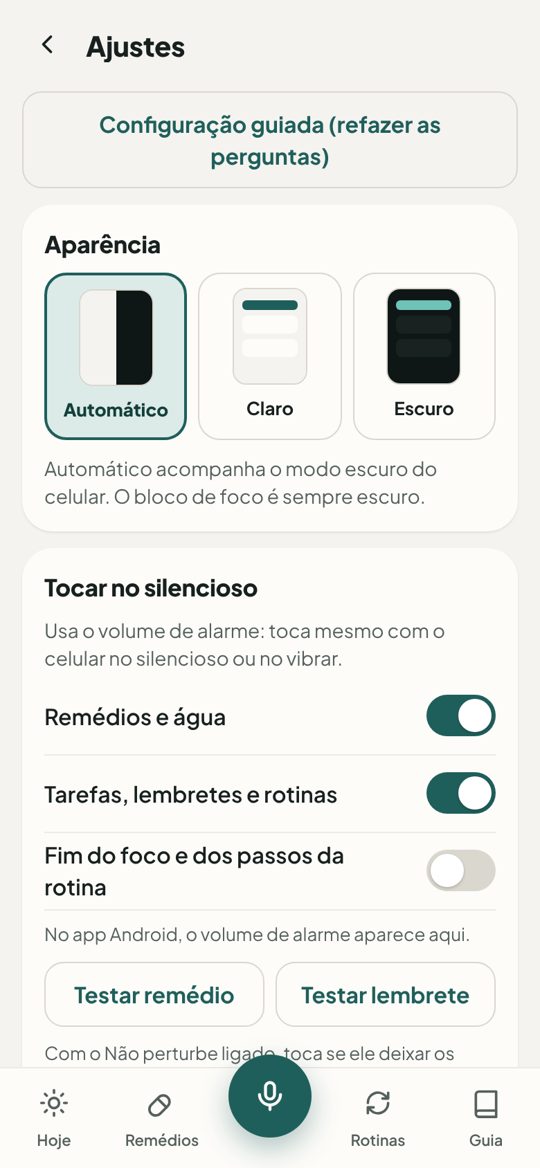 Ajustes
Configuração guiada (refazer as
perguntas)
Aparência
Automático
Claro
Escuro
Automático acompanha o modo escuro do
celular. O bloco de foco é sempre escuro.
Tocar no silencioso
Usa o volume de alarme: toca mesmo com o
celular no silencioso ou no vibrar.
Remédios e água
Tarefas, lembretes e rotinas
Fim do foco e dos passos da
rotina
No app Android, o volume de alarme aparece aqui.
Testar remédio
Testar lembrete
Com o Não perturbe ligado, toca se ele deixar os
Hoje
Remédios
Rotinas
Guia